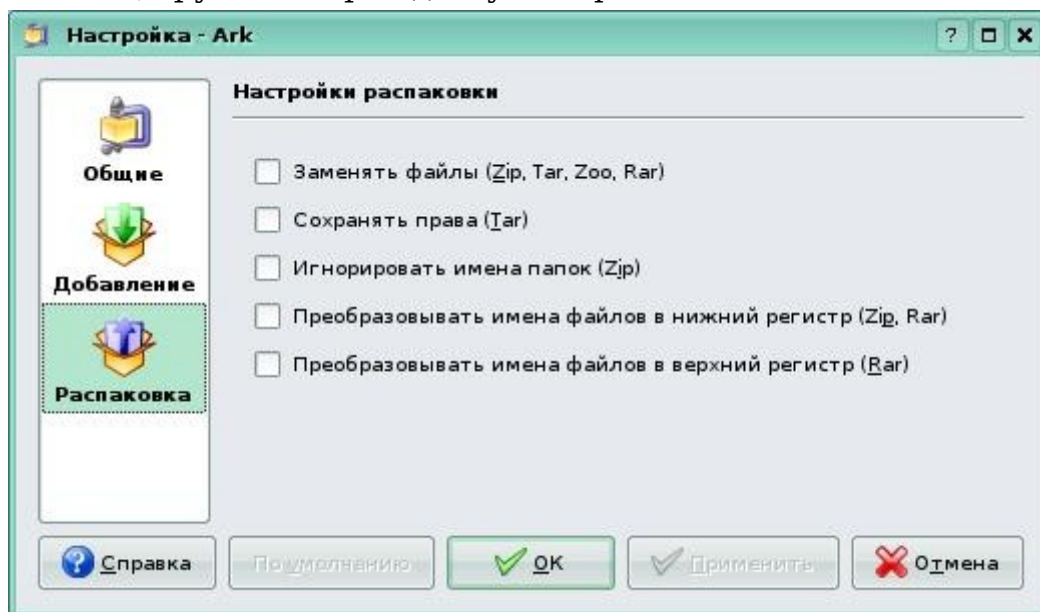 Настройка - Ark
Настройки распаковки
Общие
Добавление
Распаковка
Заменять файлы (Zip, Tar, Zoo, Rar)
Сохранять права (Tar)
Игнорировать имена папок (Zip)
Преобразовывать имена файлов в нижний регистр (Zip, Rar)
Преобразовывать имена файлов в верхний регистр (Rar)
Справка
По умолчанию
OK
Применить
Отмена